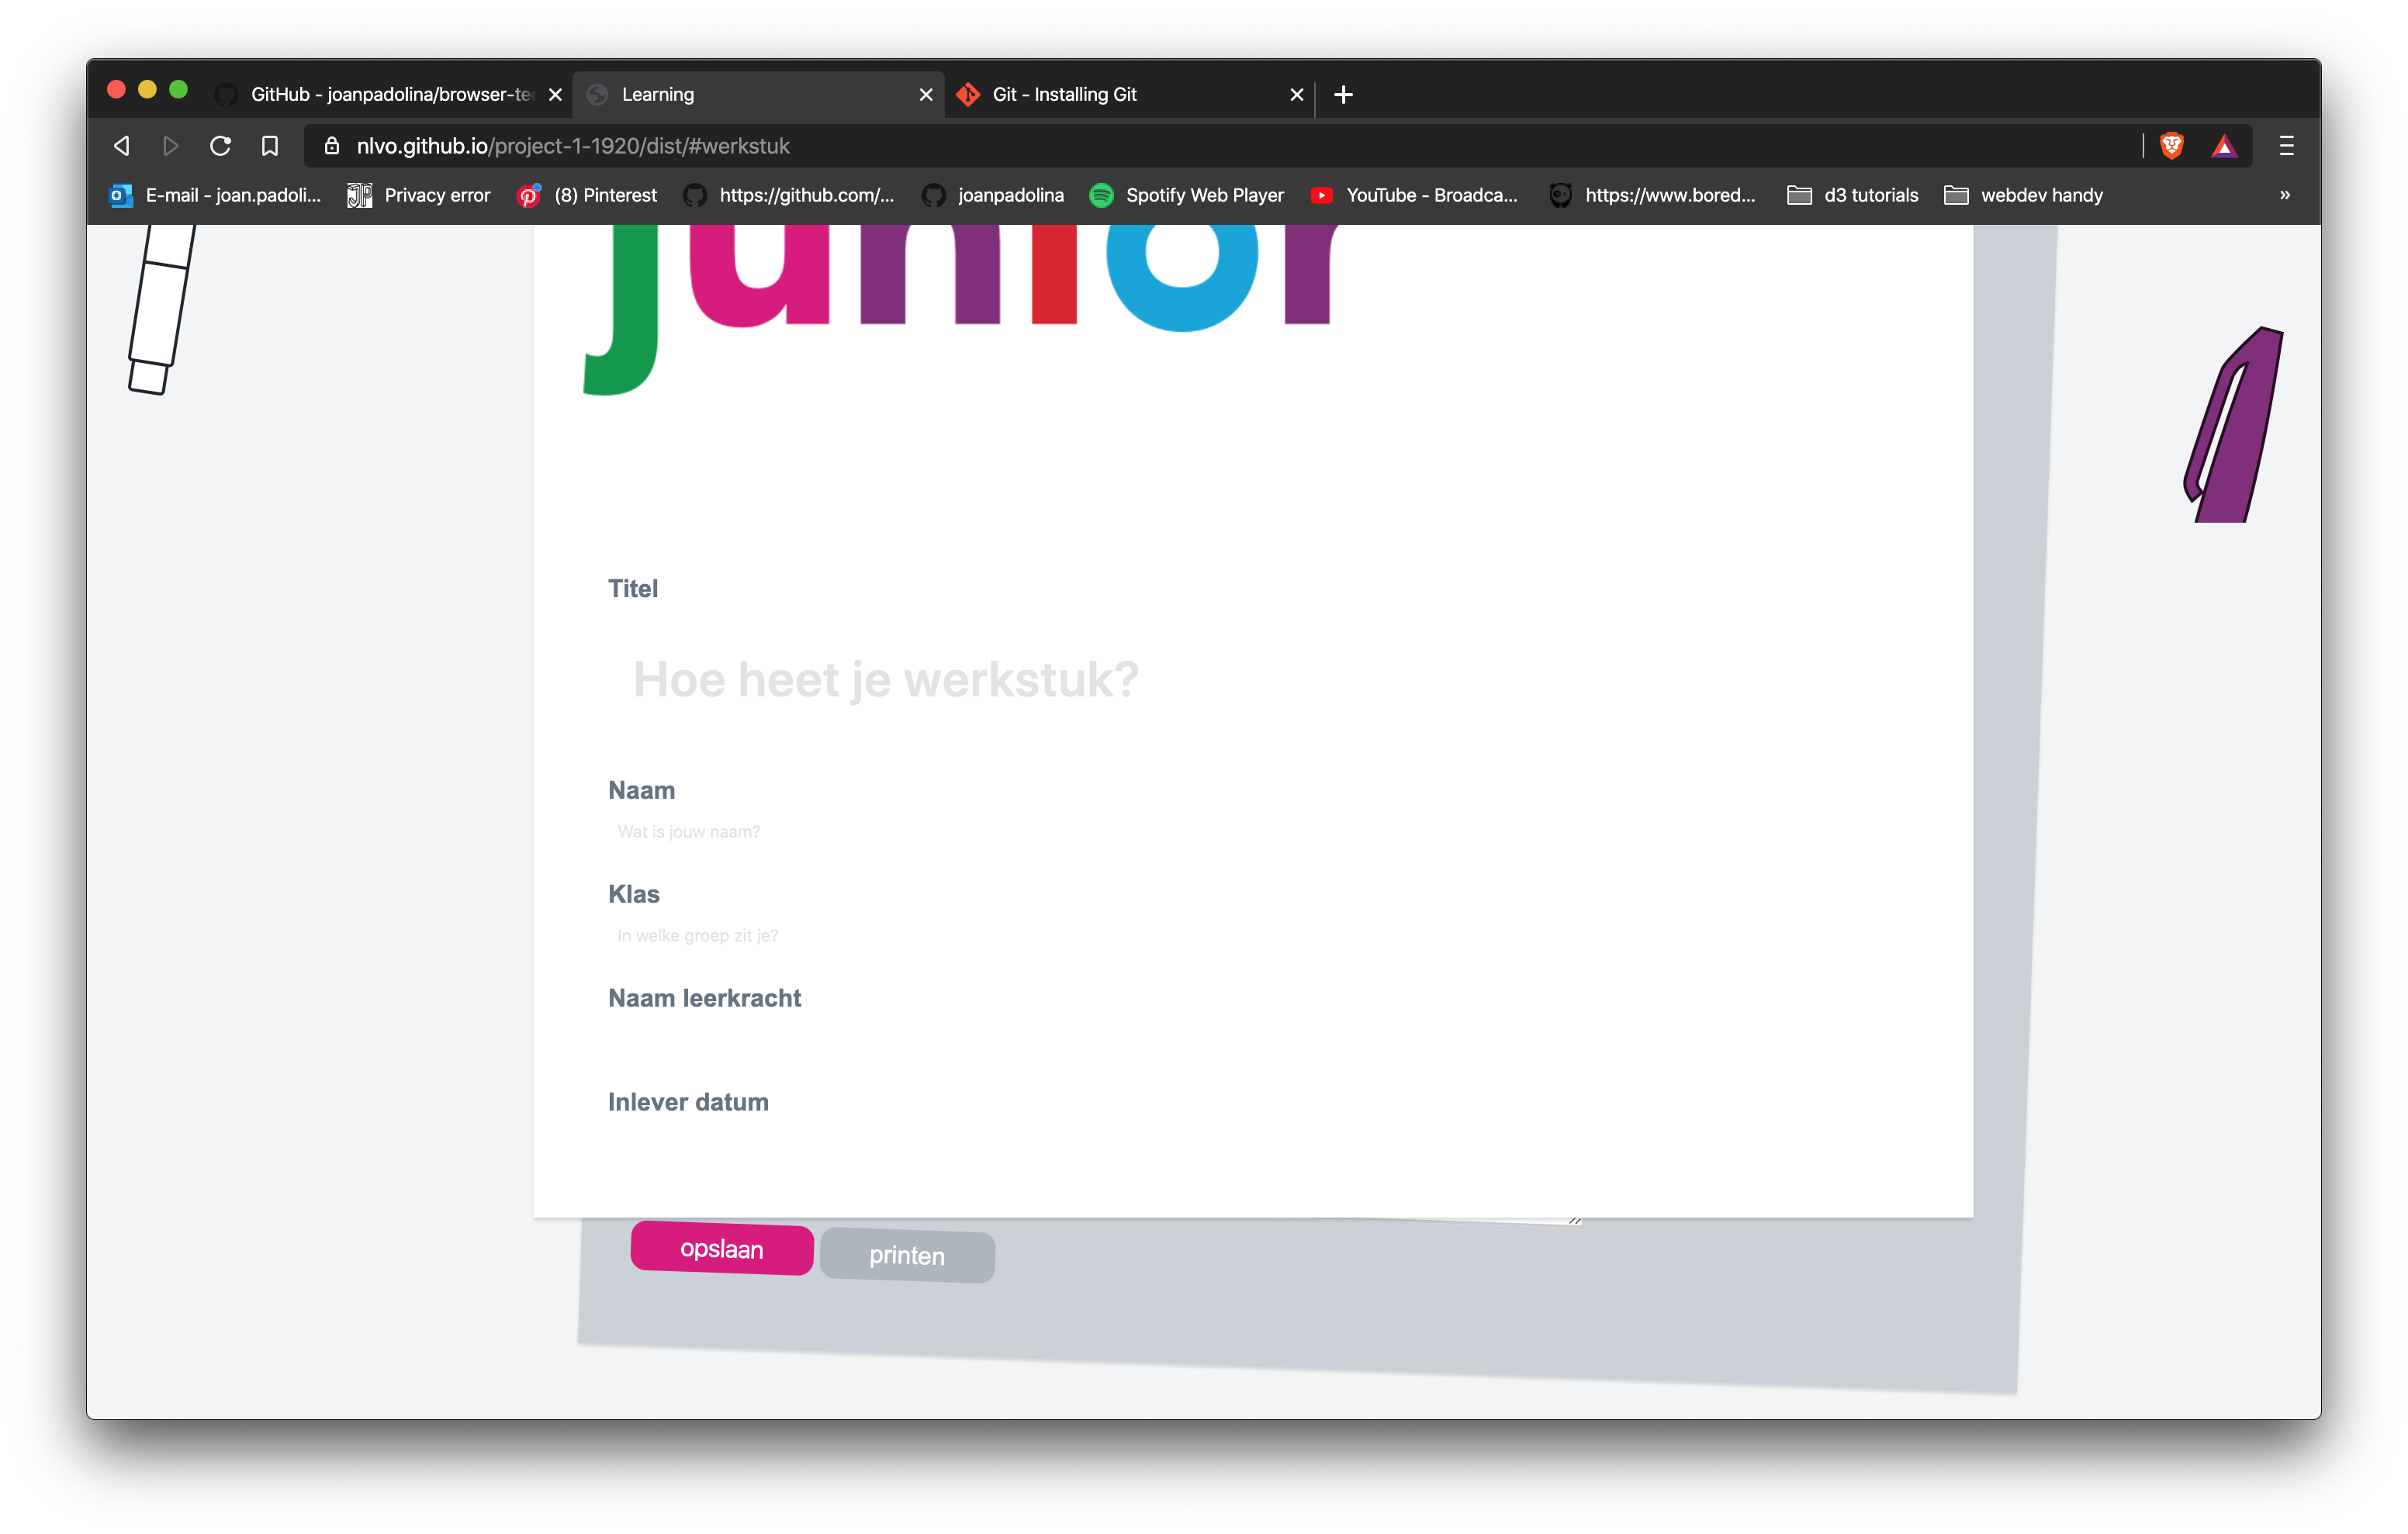 GitHub - joanpadolina/browser-tec
Learning
Git - Installing Git
nlvo.github.io/project-1-1920/dist/#werkstuk
E-mail - joan.padoli... Privacy error (8) Pinterest https://github.com/... joanpadolina Spotify Web Player YouTube - Broadca... https://www.bored... d3 tutorials webdev handy »
junior
Titel
Hoe heet je werkstuk?
Naam
Wat is jouw naam?
Klas
In welke groep zit je?
Naam leerkracht
Inlever datum
opslaan
printen